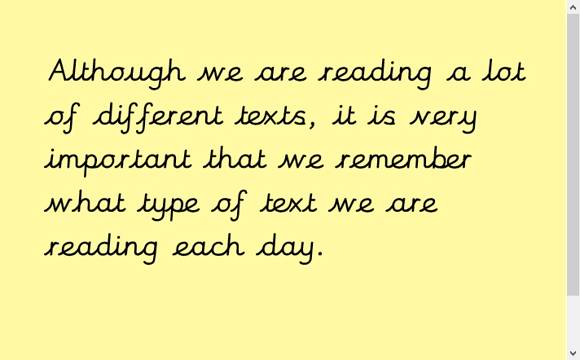 Although we are reading a lot
of different texts, it is very
important that we remember
what type of text we are
reading each day.